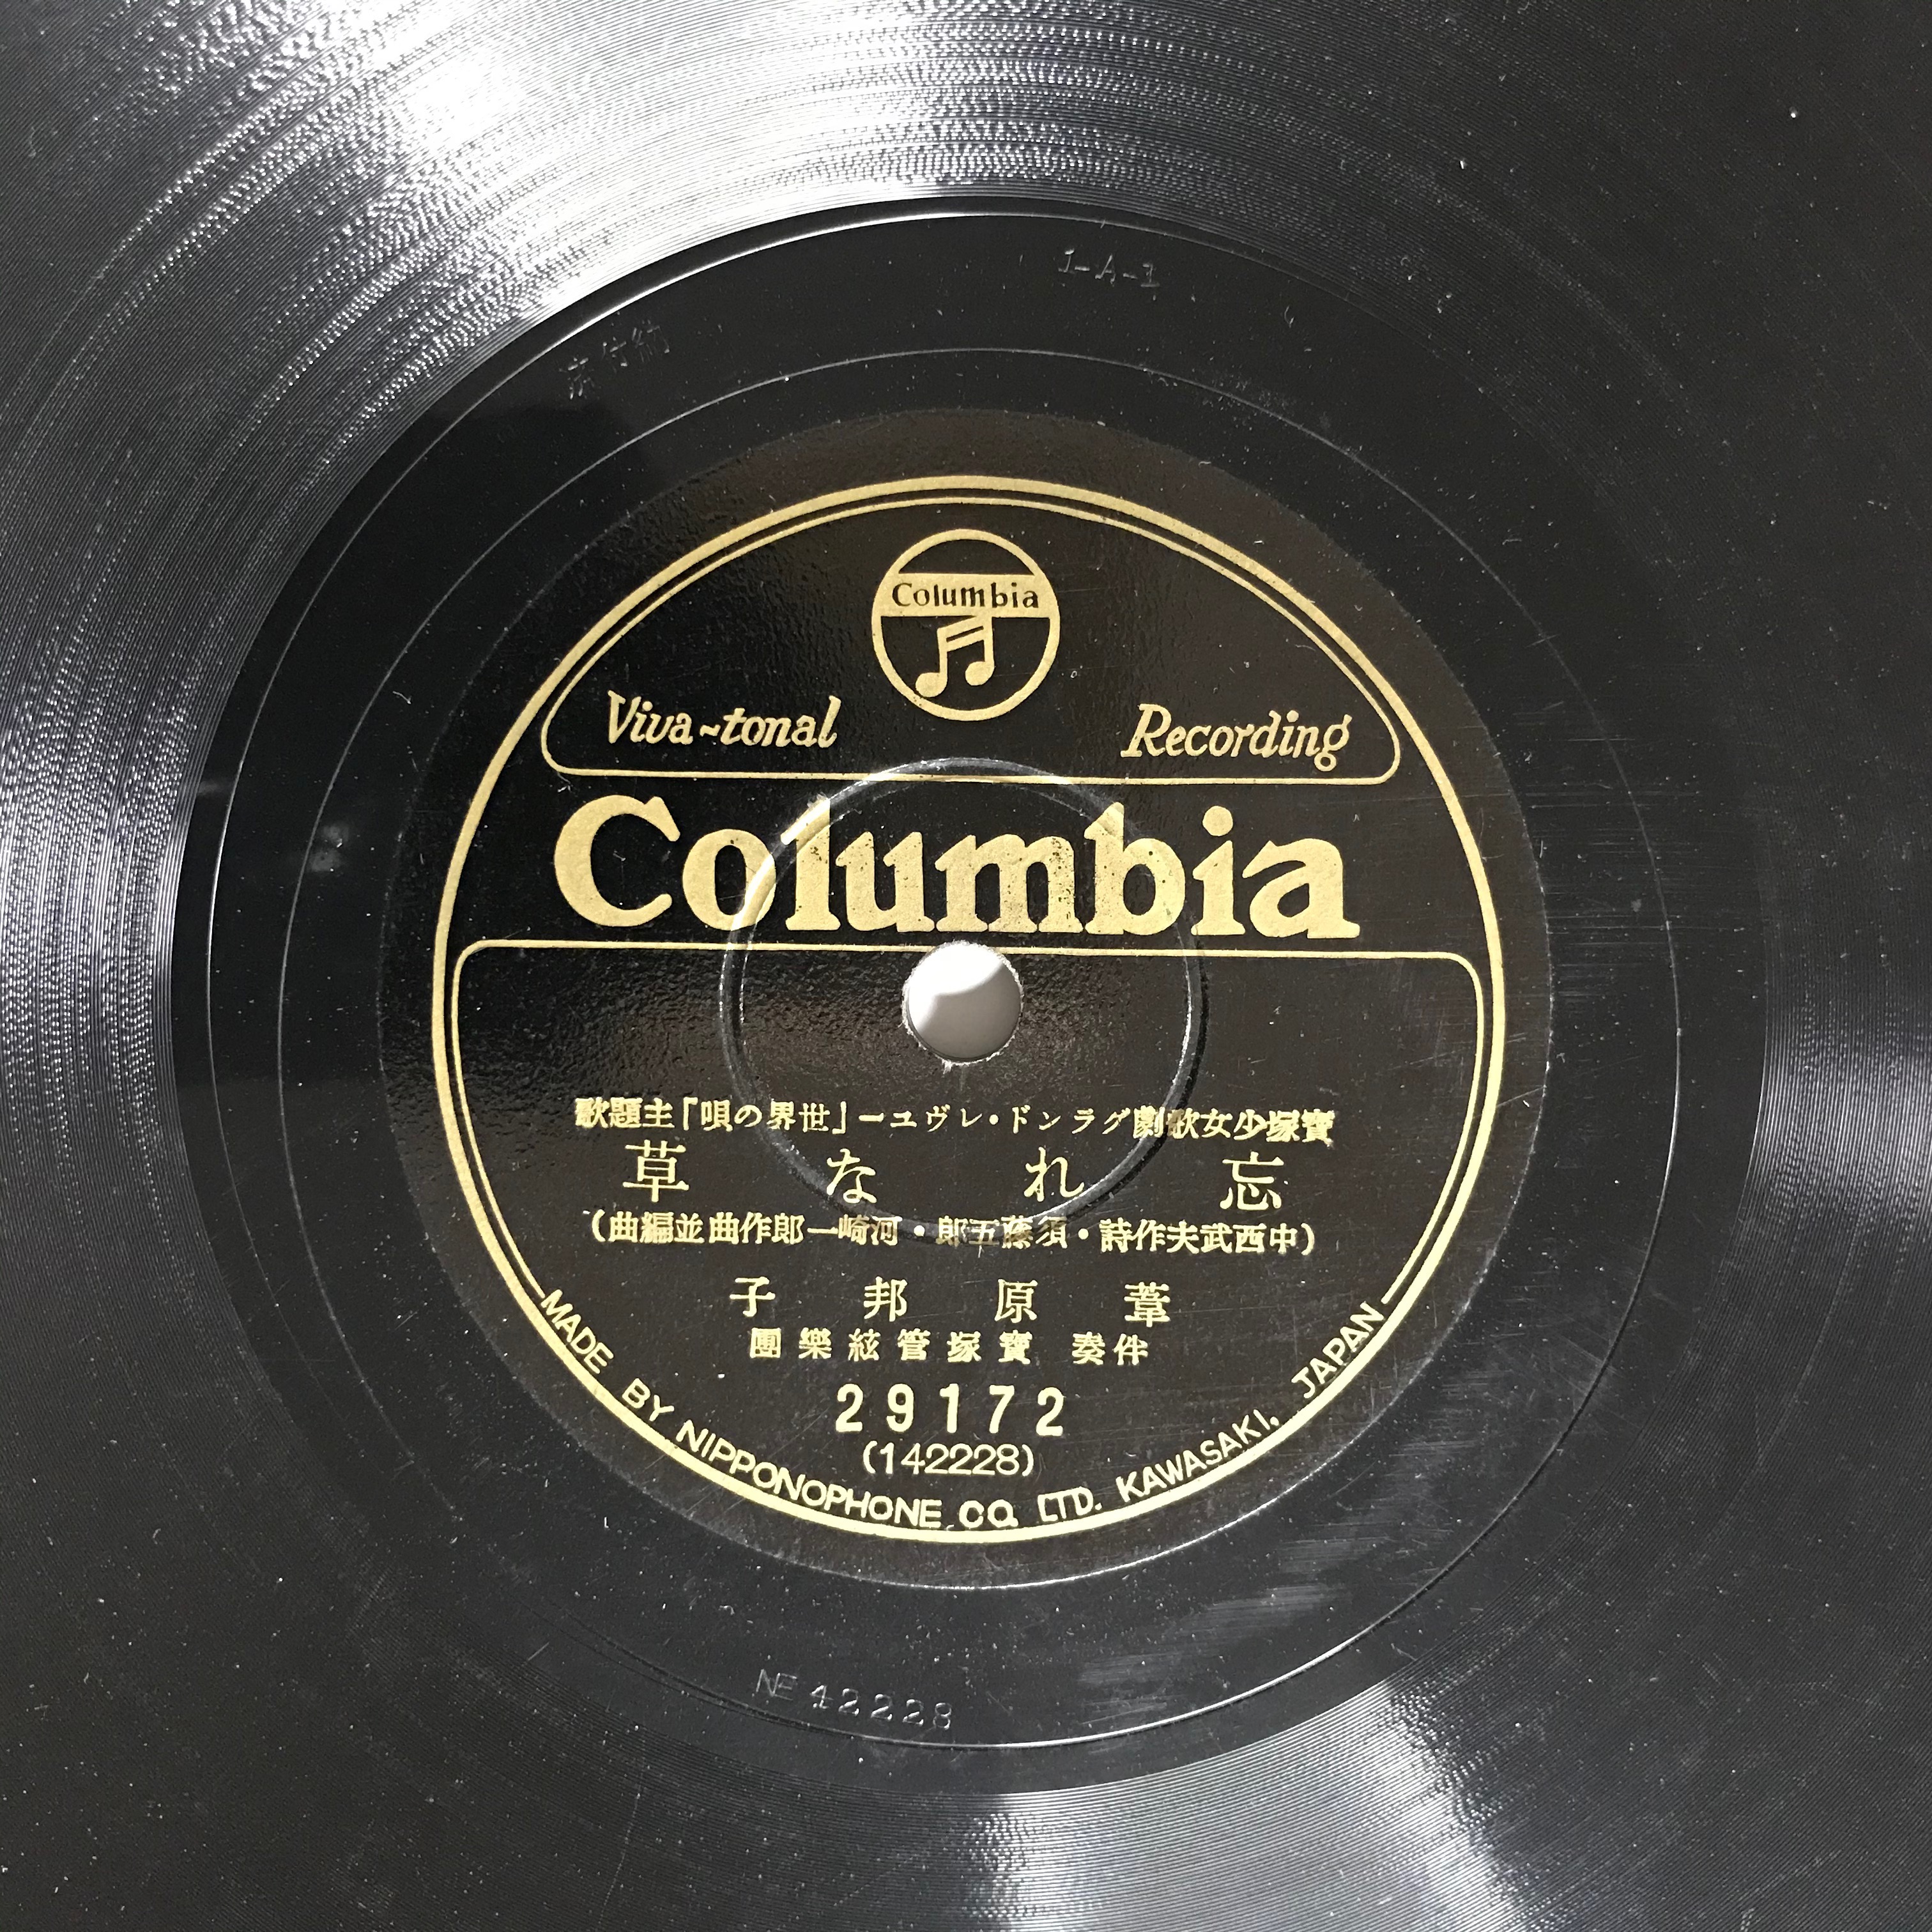 1-A-1
Columbia
Viva-tonal Recording
Columbia
寶塚少女歌劇グランド・レヴユー「世界の唄」主題歌
忘れな草
(中西武夫作詩・須藤五郎・河崎一郎作曲並編曲)
葦原邦子
伴奏 寶塚管絃樂團
29172
(142228)
MADE BY NIPPONOPHONE CO. LTD. KAWASAKI, JAPAN
NE 42228